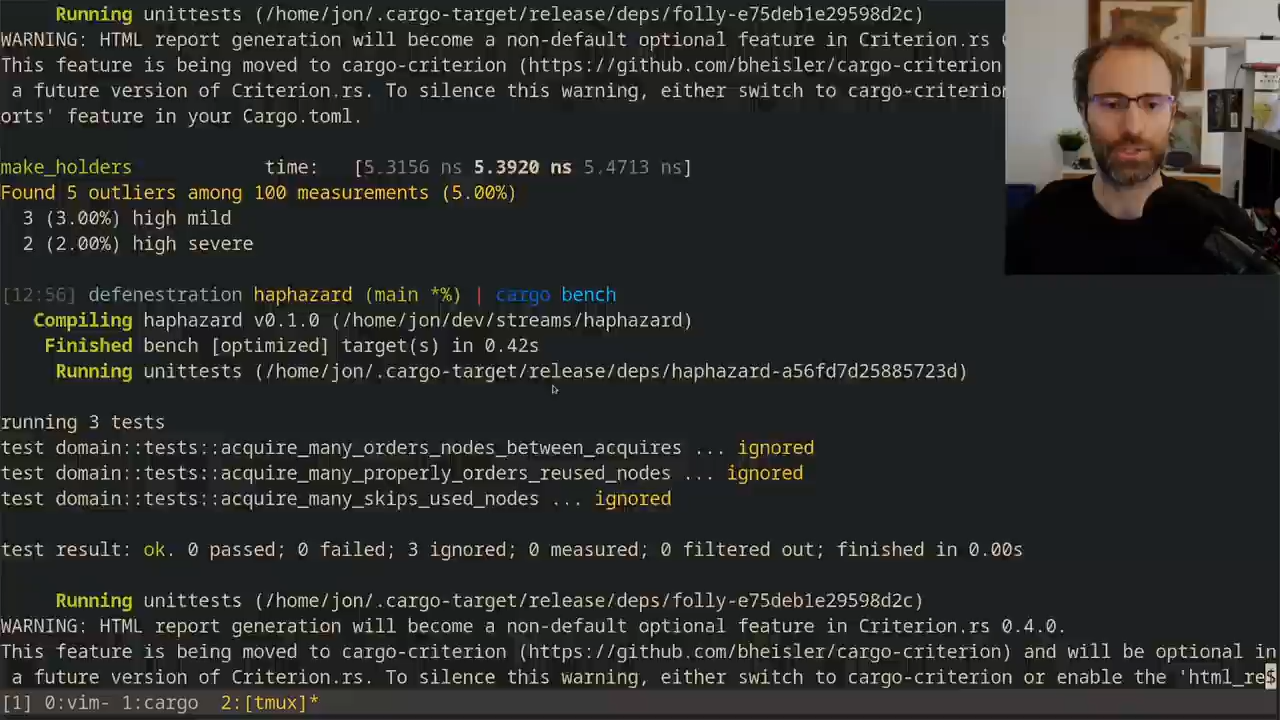 Running unittests (/home/jon/.cargo-target/release/deps/folly-e75deb1e29598d2c)
WARNING: HTML report generation will become a non-default optional feature in Criterion.rs
This feature is being moved to cargo-criterion (https://github.com/bheisler/cargo-criterion
a future version of Criterion.rs. To silence this warning, either switch to cargo-criterion
orts' feature in your Cargo.toml.
make_holders time: [5.3156 ns 5.3920 ns 5.4713 ns]
Found 5 outliers among 100 measurements (5.00%)
3 (3.00%) high mild
2 (2.00%) high severe
[12:56] defenestration haphazard (main *%) | cargo bench
Compiling haphazard v0.1.0 (/home/jon/dev/streams/haphazard)
Finished bench [optimized] target(s) in 0.42s
Running unittests (/home/jon/.cargo-target/release/deps/haphazard-a56fd7d25885723d)
running 3 tests
test domain::tests::acquire_many_orders_nodes_between_acquires ... ignored
test domain::tests::acquire_many_properly_orders_reused_nodes ... ignored
test domain::tests::acquire_many_skips_used_nodes ... ignored
test result: ok. 0 passed; 0 failed; 3 ignored; 0 measured; 0 filtered out; finished in 0.00s
Running unittests (/home/jon/.cargo-target/release/deps/folly-e75deb1e29598d2c)
WARNING: HTML report generation will become a non-default optional feature in Criterion.rs 0.4.0.
This feature is being moved to cargo-criterion (https://github.com/bheisler/cargo-criterion) and will be optional in
a future version of Criterion.rs. To silence this warning, either switch to cargo-criterion or enable the 'html_re$
[1] 0:vim- 1:cargo 2:[tmux]*